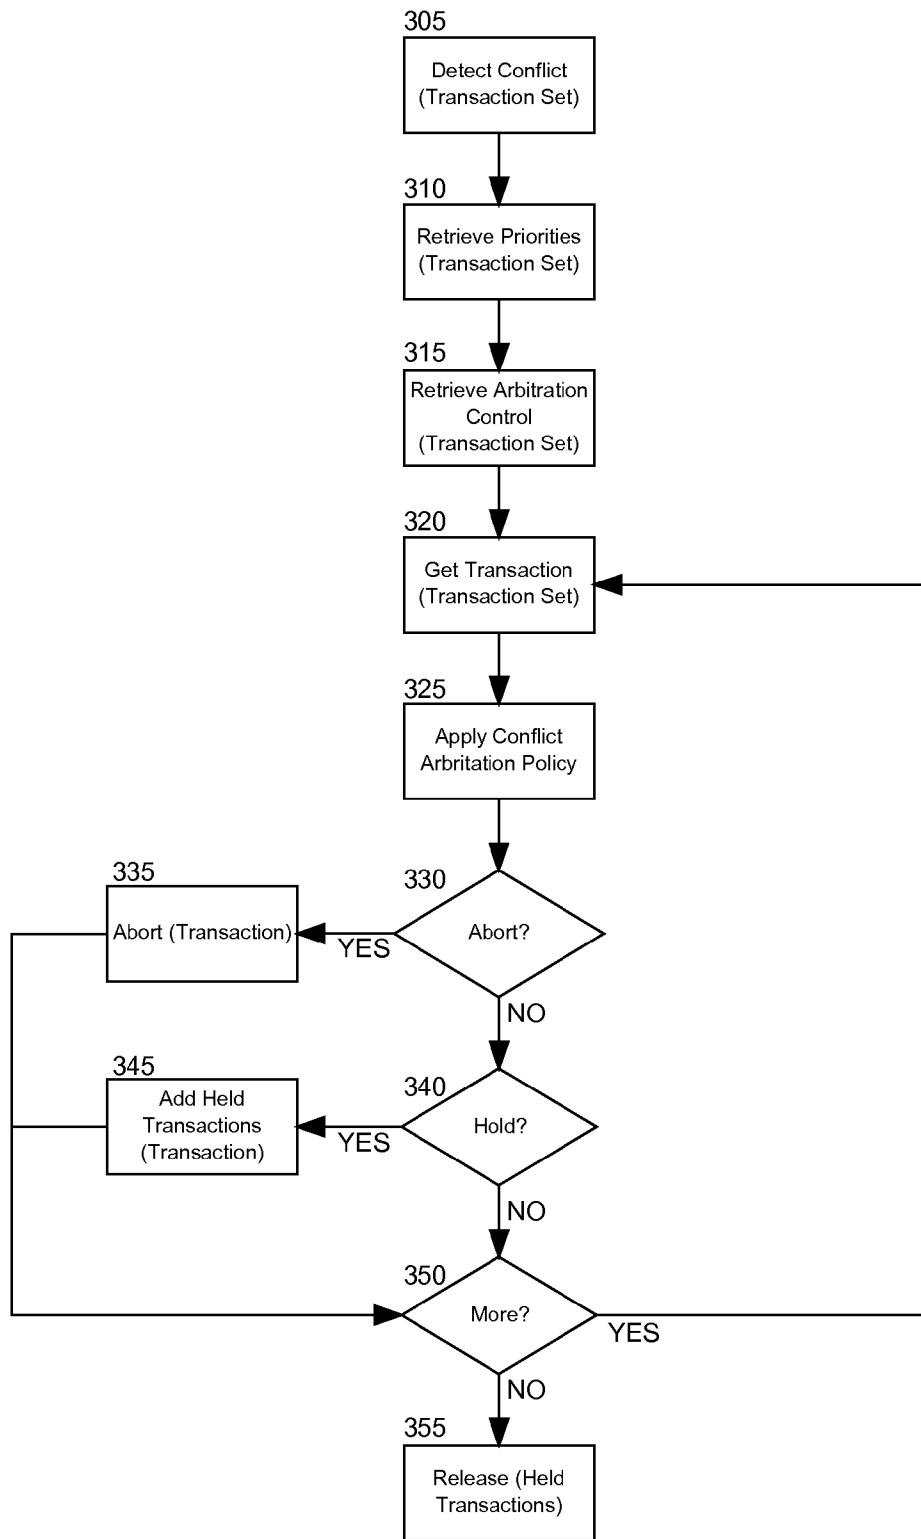 305
Detect Conflict
(Transaction Set)
310
Retrieve Priorities
(Transaction Set)
315
Retrieve Arbitration
Control
(Transaction Set)
320
Get Transaction
(Transaction Set)
325
Apply Conflict
Arbritation Policy
330
Abort?
335
Abort (Transaction)
YES
NO
340
Hold?
345
Add Held
Transactions
(Transaction)
YES
NO
350
More?
YES
NO
355
Release (Held
Transactions)